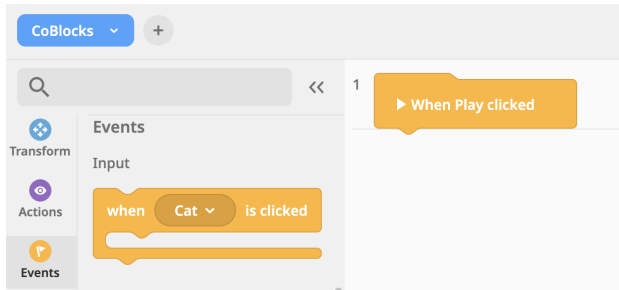 CoBlocks
1
When Play clicked
Transform
Actions
Events
Events
Input
when Cat is clicked